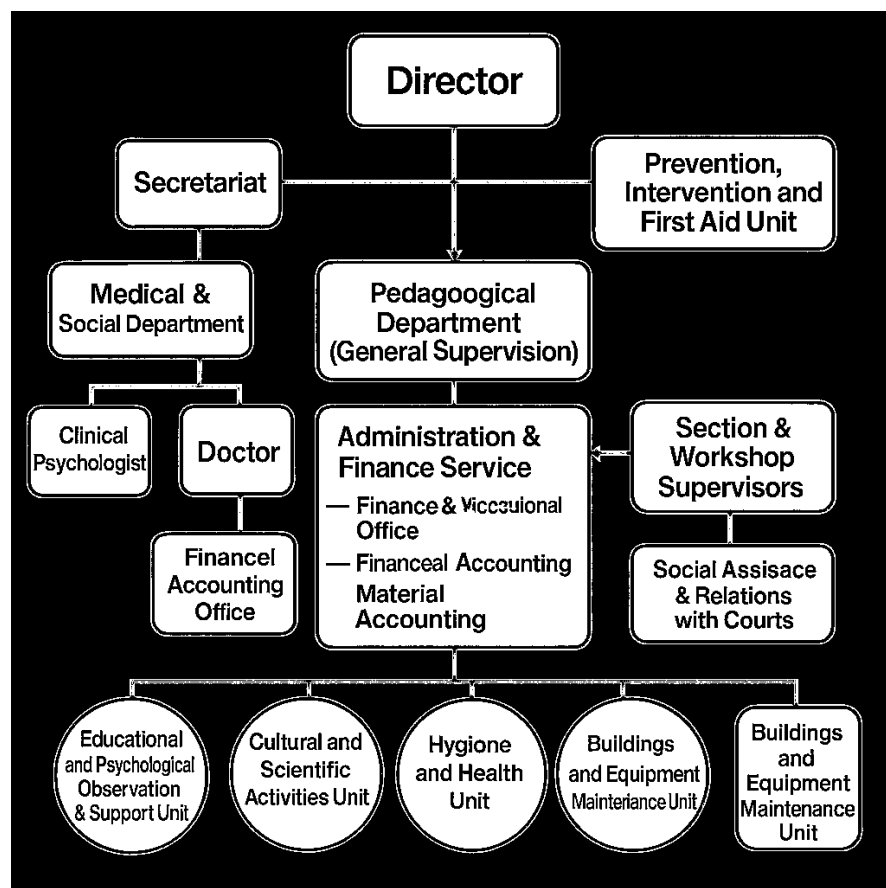 Director
Secretariat
Prevention,
Intervention and
First Aid Unit
Medical &
Social Department
Pedagoogical
Department
(General Supervision)
Clinical
Psychologist
Doctor
Financel
Accounting
Office
Administration &
Finance Service
— Finance &
Office
— Financeal Accounting
Material
Accounting
Section &
Workshop
Supervisors
Social Assisace
& Relations
with Courts
Educational
and Psychological
Observation
& Support Unit
Cultural and
Scientific
Activities Unit
Hygione
and Health
Unit
Buildings
and Equipment
Mainteriance Unit
Buildings
and
Equipment
Maintenance
Unit